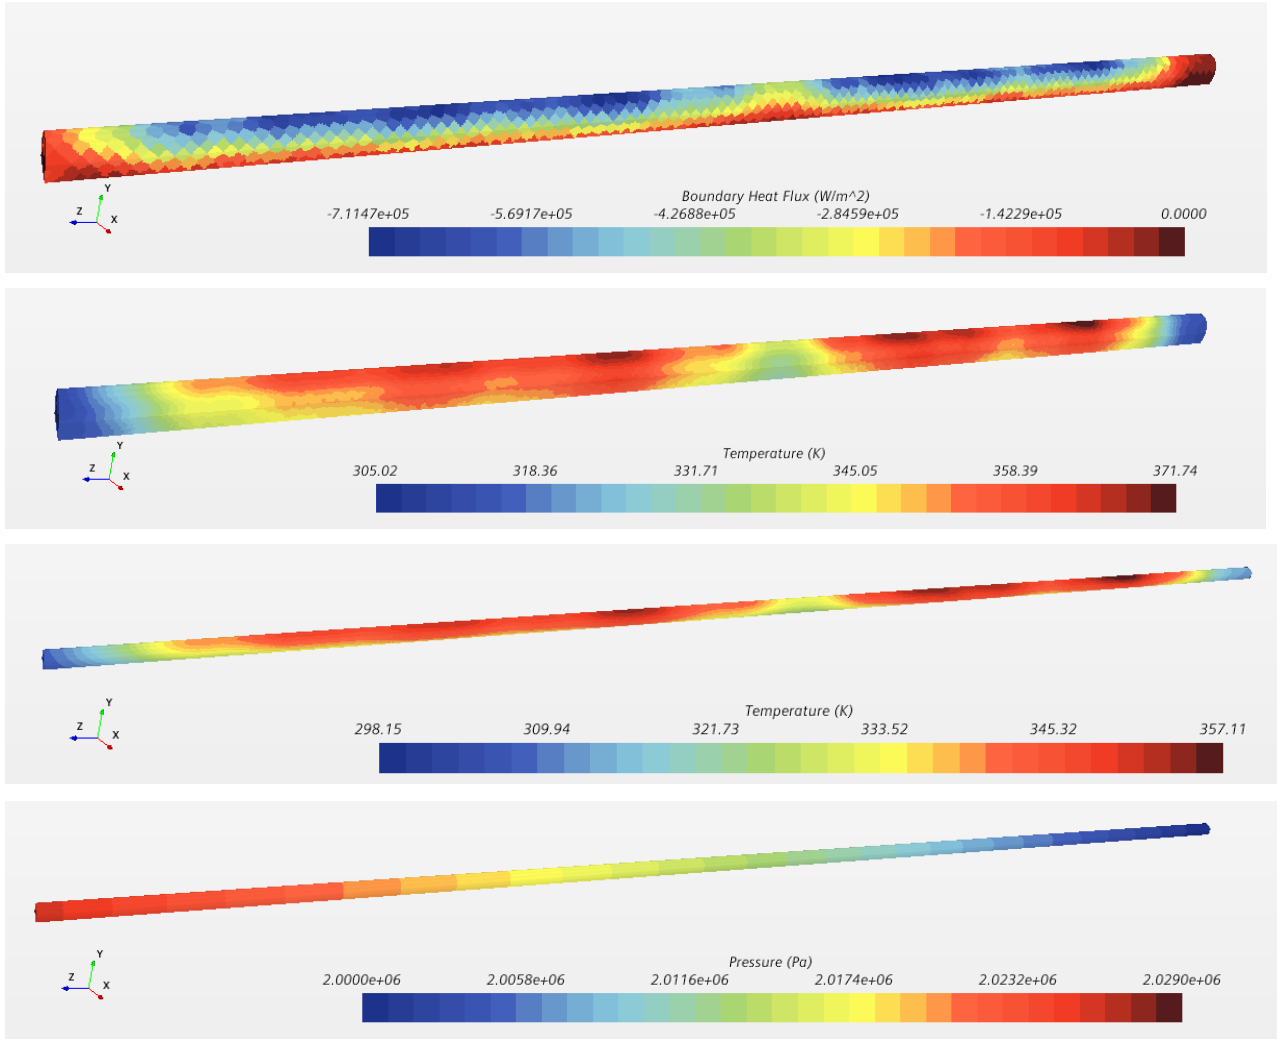 Y
Z
X
Boundary Heat Flux (W/m^2)
-7.1147e+05 -5.6917e+05 -4.2688e+05 -2.8459e+05 -1.4229e+05 0.0000
Y
Z
X
Temperature (K)
305.02 318.36 331.71 345.05 358.39 371.74
Y
Z
X
Temperature (K)
298.15 309.94 321.73 333.52 345.32 357.11
Y
Z
X
Pressure (Pa)
2.0000e+06 2.0058e+06 2.0116e+06 2.0174e+06 2.0232e+06 2.0290e+06